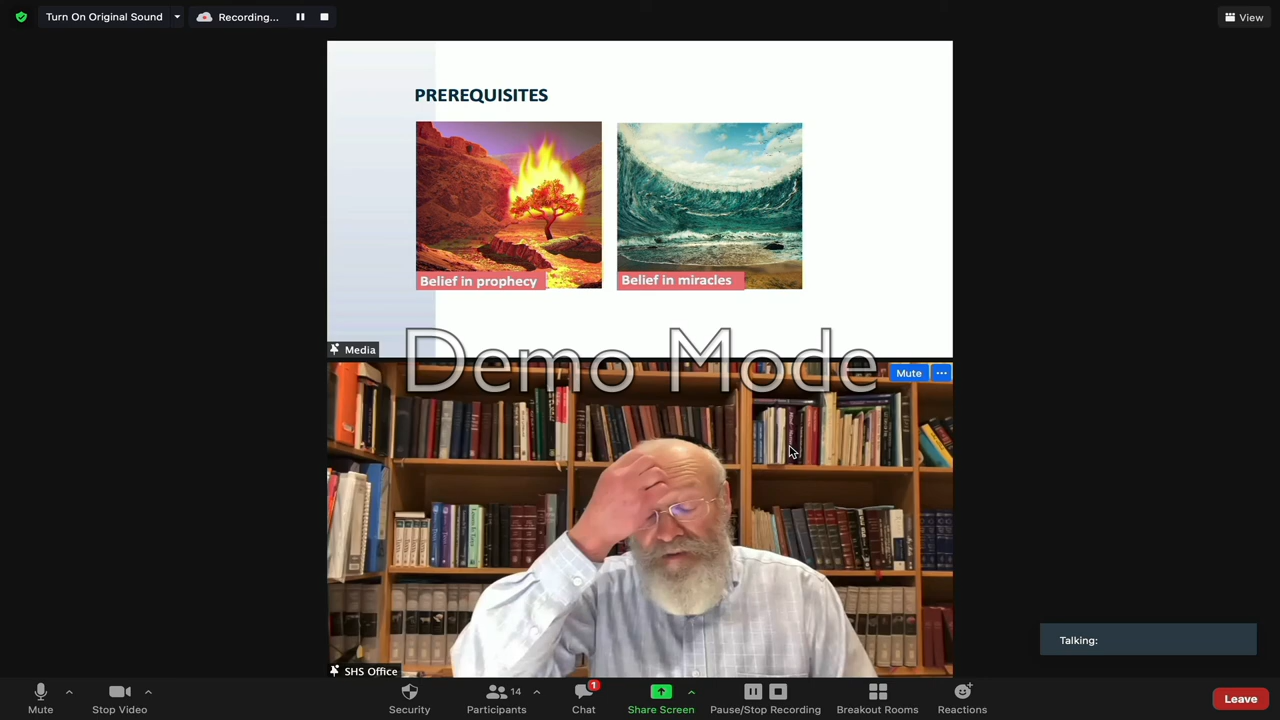 Turn On Original Sound
Recording...
View
PREREQUISITES
Belief in prophecy
Belief in miracles
Media
Demo Mode
Mute
SHS Office
Talking:
Mute
Stop Video
Security
Participants
14
Chat
1
Share Screen
Pause/Stop Recording
Breakout Rooms
Reactions
Leave